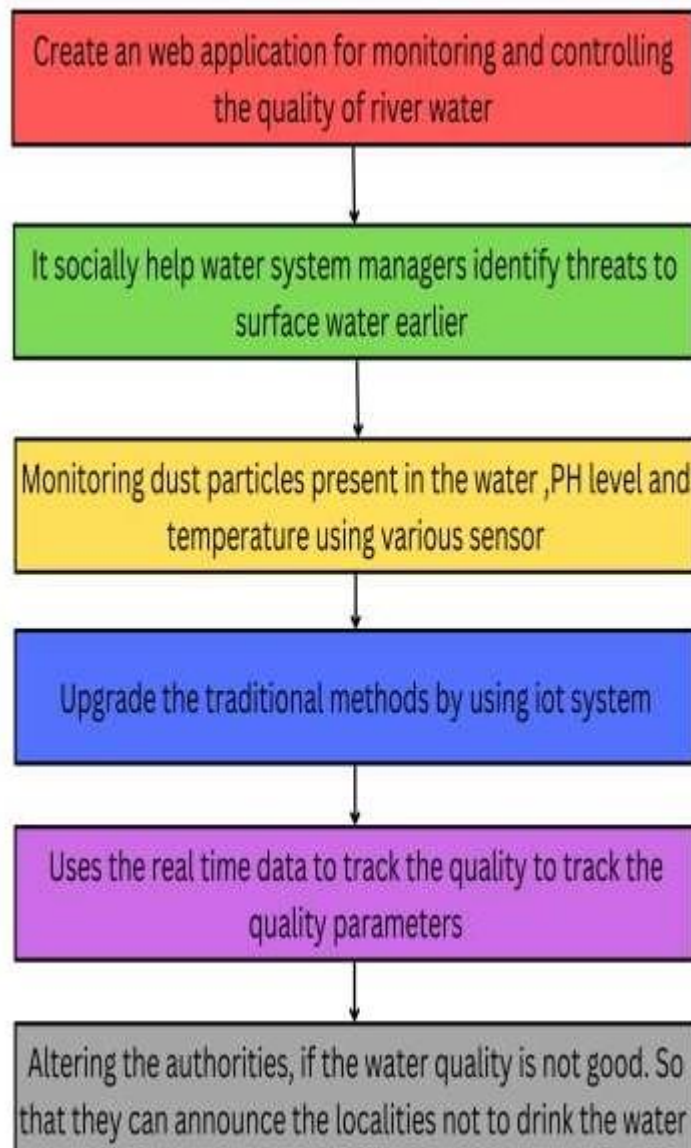 Create an web application for monitoring and controlling
the quality of river water
It socially help water system managers identify threats to
surface water earlier
Monitoring dust particles present in the water ,PH level and
temperature using various sensor
Upgrade the traditional methods by using iot system
Uses the real time data to track the quality to track the
quality parameters
Altering the authorities, if the water quality is not good. So
that they can announce the localities not to drink the water